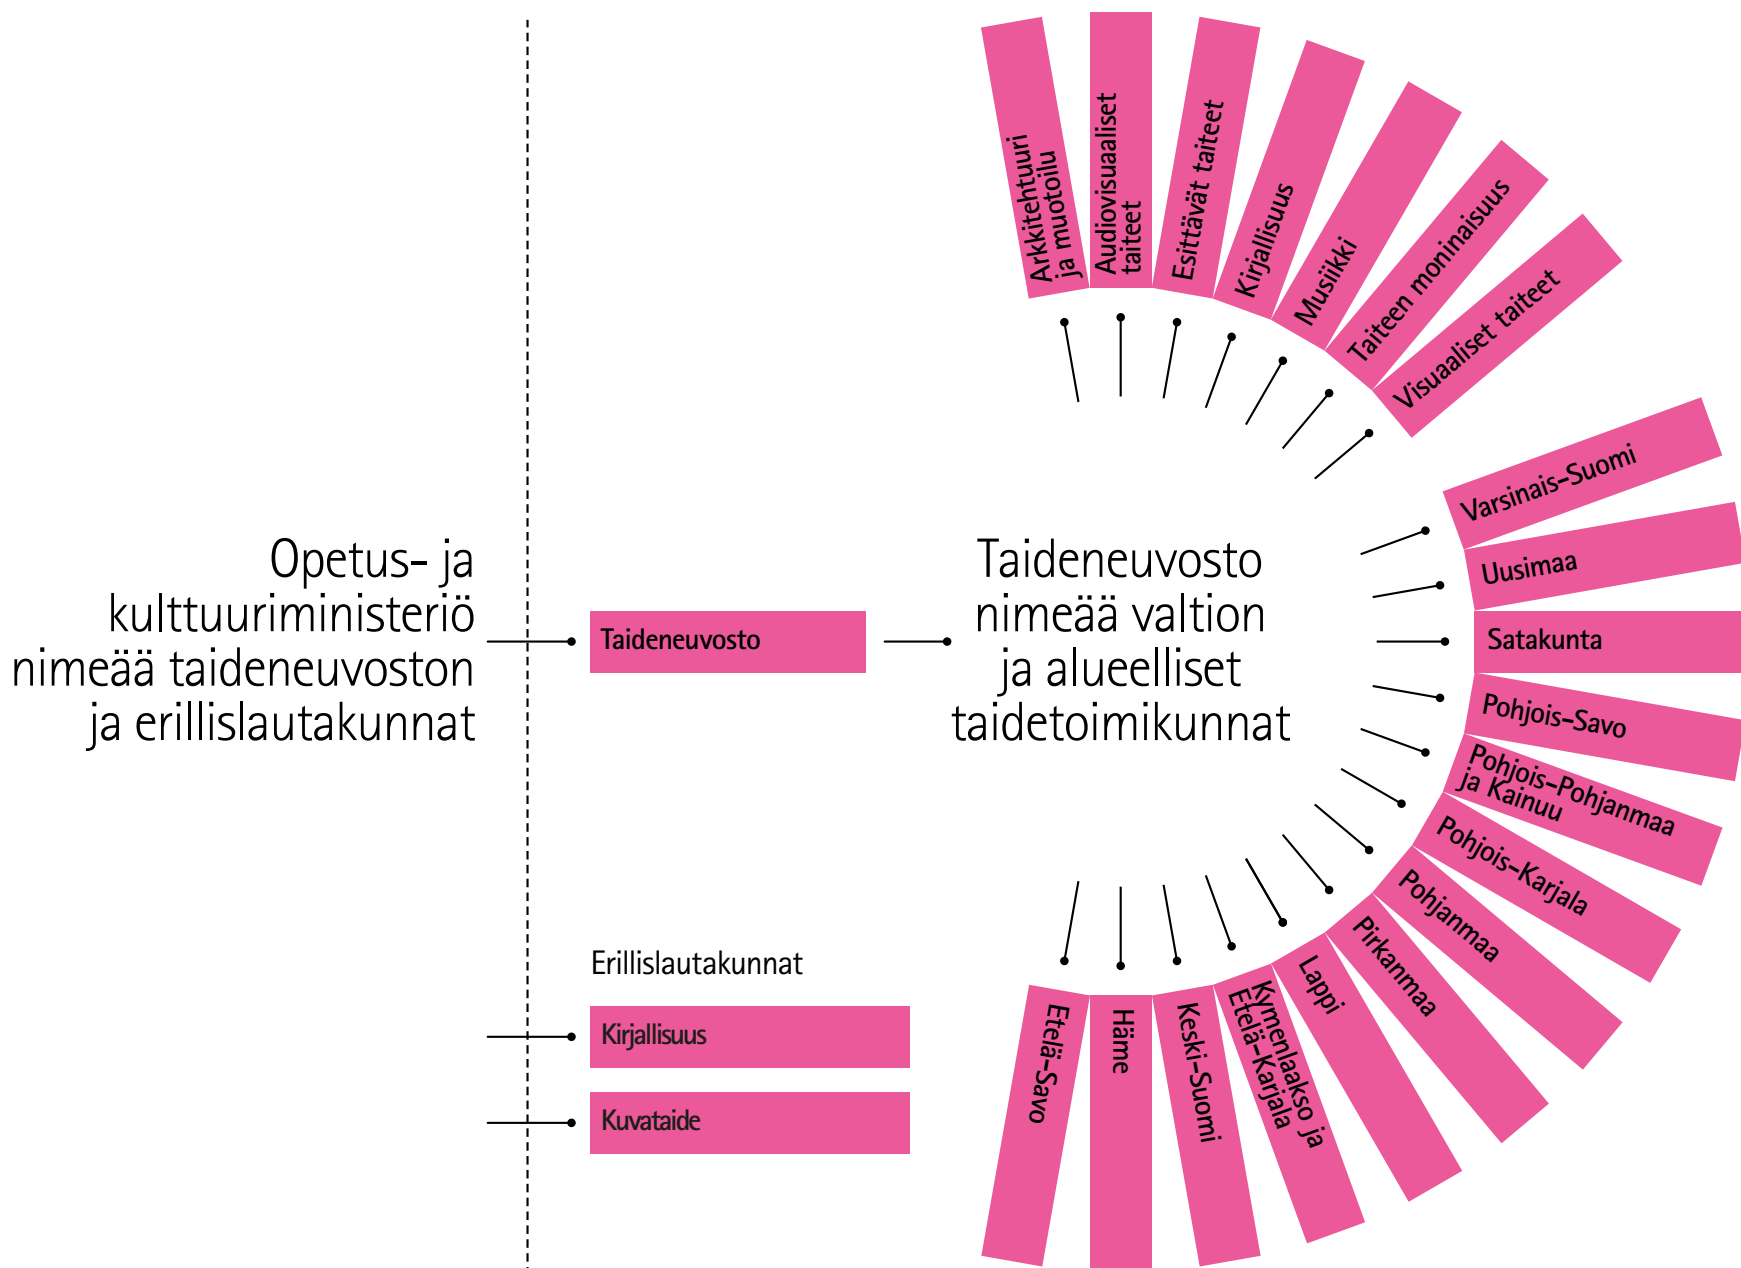 Opetus- ja
kulttuuriministeriö
nimeää taideneuvoston
ja erillislautakunnat
Taideneuvosto
Erillislautakunnat
Kirjallisuus
Kuvataide
Taideneuvosto
nimeää valtion
ja alueelliset
taidetoimikunnat
Arkkitehtuuri
ja muotoilu
Audiovisuaaliset
taiteet
Esittävät taiteet
Kirjallisuus
Musiikki
Taiteen moninaisuus
Visuaaliset taiteet
Varsinais-Suomi
Uusimaa
Satakunta
Pohjois-Savo
Pohjois-Pohjanmaa
ja Kainuu
Pohjois-Karjala
Pohjanmaa
Pirkanmaa
Lappi
Kymenlaakso ja
Etelä-Karjala
Keski-Suomi
Häme
Etelä-Savo